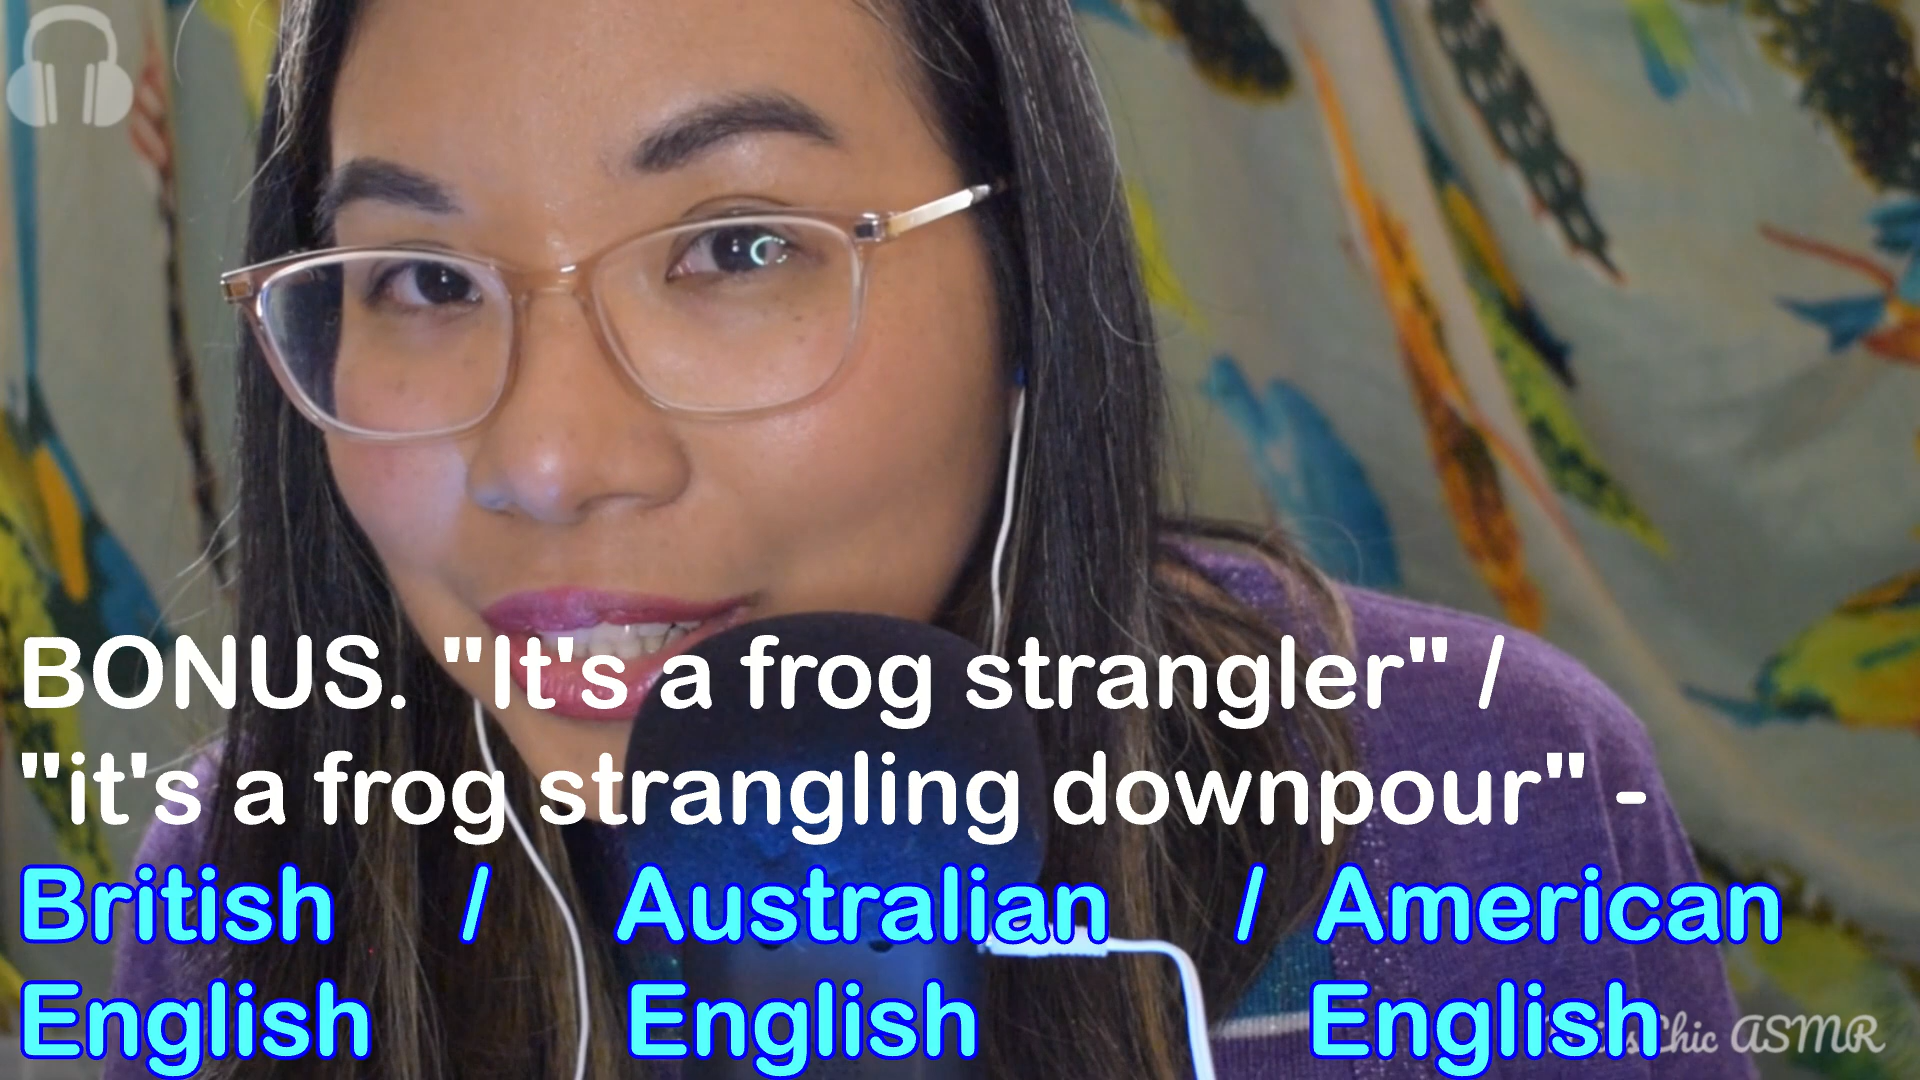 BONUS. "It's a frog strangler" /
"it's a frog strangling downpour" -
British / Australian / American
English English English
Chic ASMR